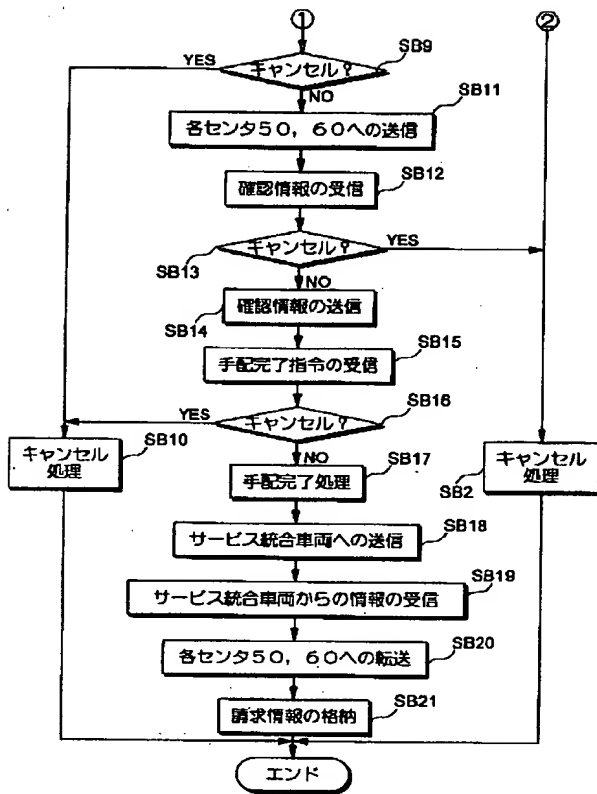 ① ②
YES キャンセル? SB9
NO
各センタ50,60への送信 SB11
確認情報の受信 SB12
キャンセル? YES
SB13
NO
確認情報の送信
SB14
手配完了指令の受信 SB15
YES キャンセル? SB16
NO
キャンセル
処理
SB10
手配完了処理 SB17
キャンセル
処理
SB2
サービス統合車両への送信 SB18
サービス統合車両からの情報の受信 SB19
各センタ50,60への転送 SB20
請求情報の格納 SB21
エンド